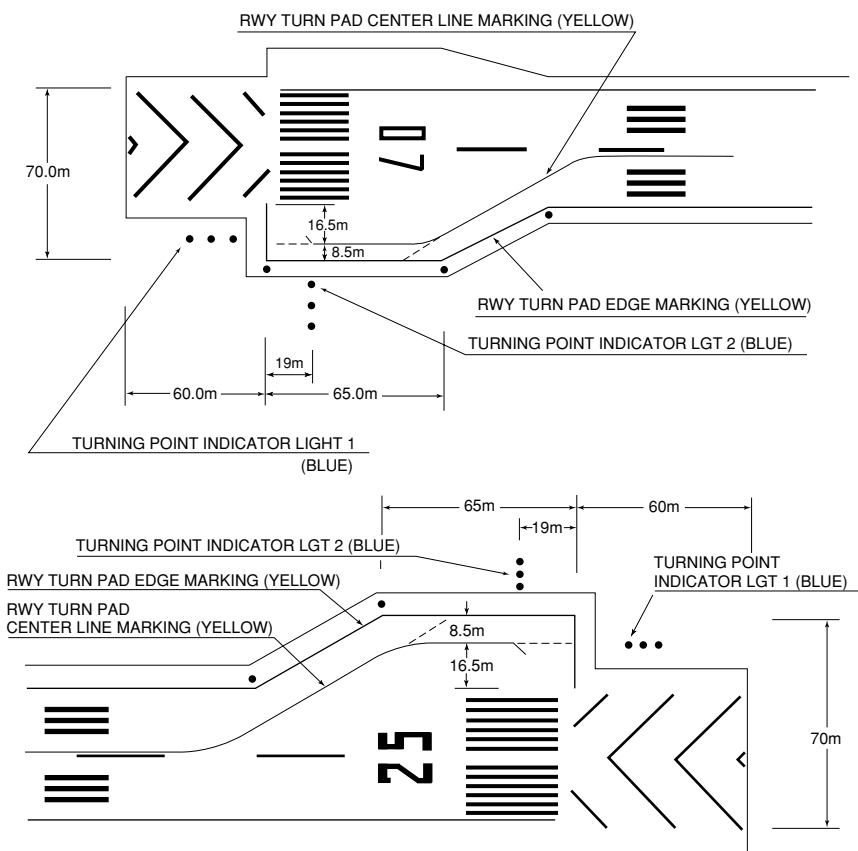 RWY TURN PAD CENTER LINE MARKING (YELLOW)
07
70.0m
16.5m
8.5m
RWY TURN PAD EDGE MARKING (YELLOW)
TURNING POINT INDICATOR LGT 2 (BLUE)
19m
60.0m
65.0m
TURNING POINT INDICATOR LIGHT 1
(BLUE)
65m
60m
19m
TURNING POINT INDICATOR LGT 2 (BLUE)
TURNING POINT
INDICATOR LGT 1 (BLUE)
RWY TURN PAD EDGE MARKING (YELLOW)
RWY TURN PAD
CENTER LINE MARKING (YELLOW)
8.5m
16.5m
25
70m